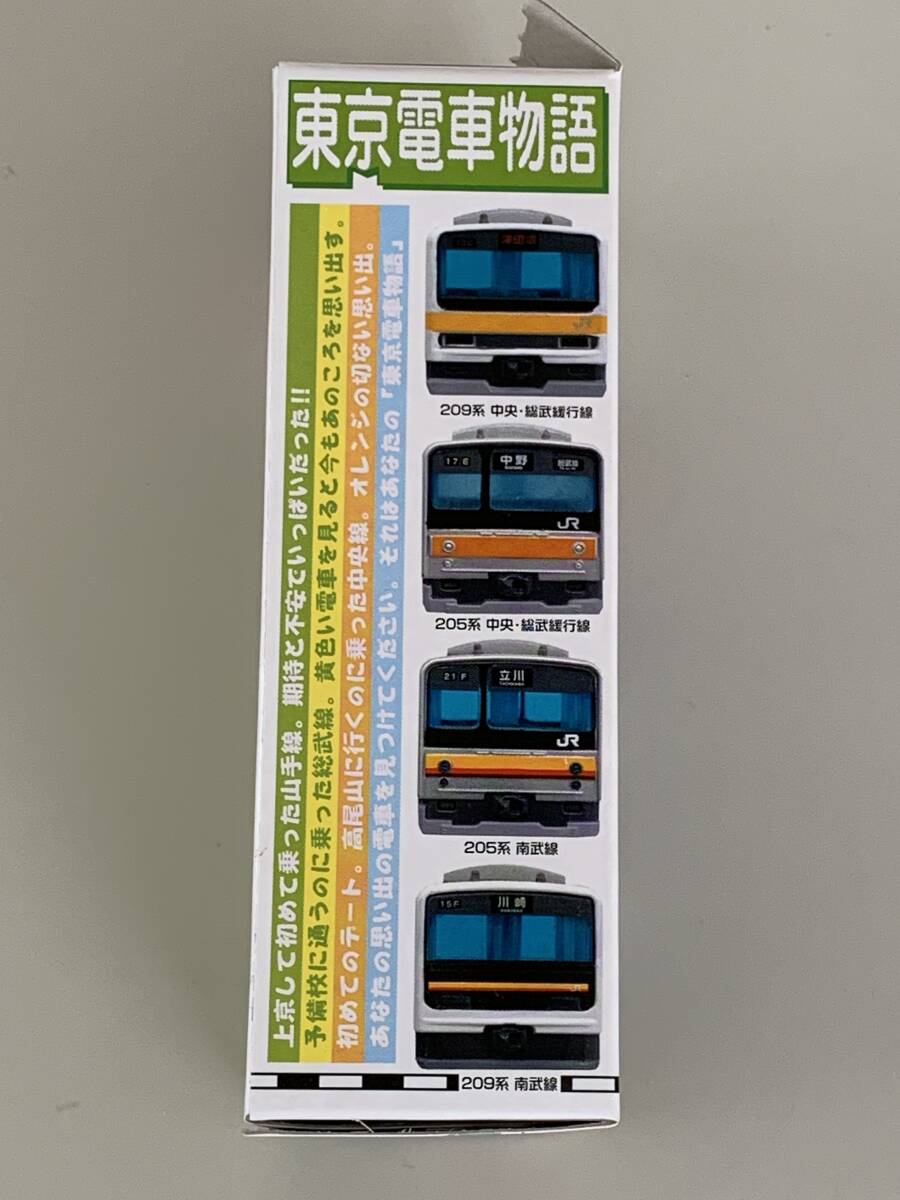 東京電車物語
上京して初めて乗った山手線。期待と不安でいっぱいだった!!
予備校に通うのに乗った総武線。黄色い電車を見ると今もあのころを思い出す。
初めてのデート。高尾山に行くのに乗った中央線。オレンジの切ない思い出。
あなたの思い出の電車を見つけてください。それはあなたの「東京電車物語」
津田沼
JR
209系 中央・総武緩行線
17E
中野
総武線
JR
205系 中央・総武緩行線
21F
立川
JR
205系 南武線
15F
川崎
JR
209系 南武線